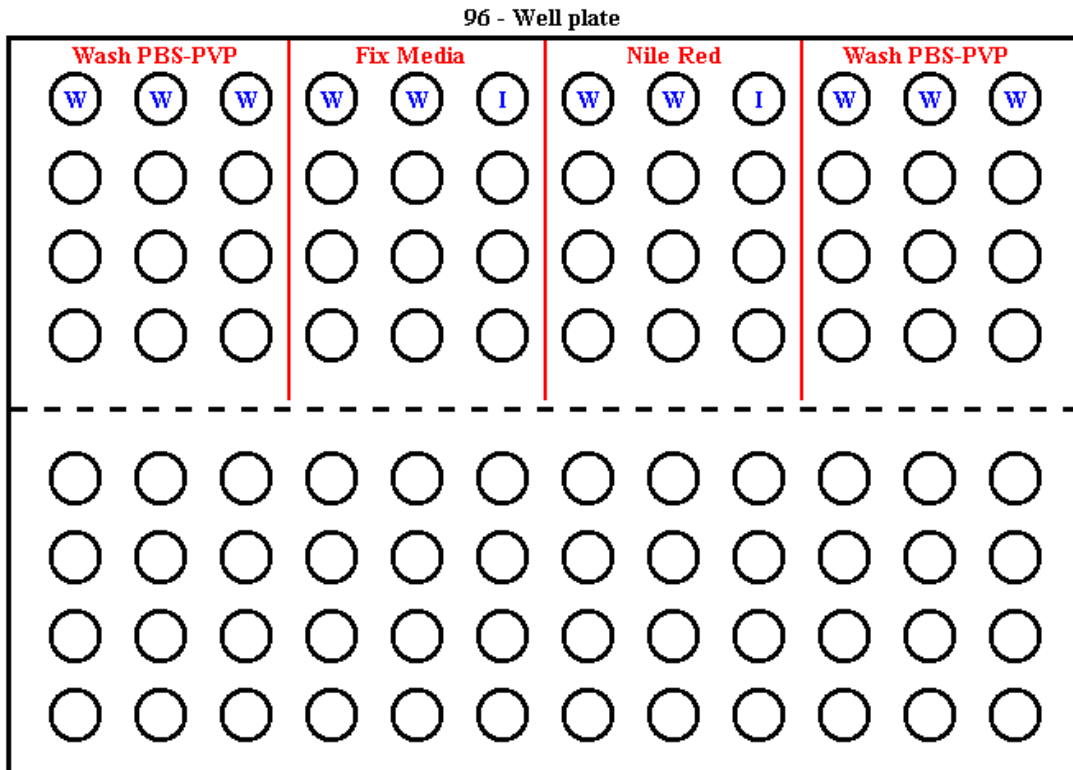 96 - Well plate
Wash PBS-PVP Fix Media Nile Red Wash PBS-PVP
W W W W W I W W I W W W